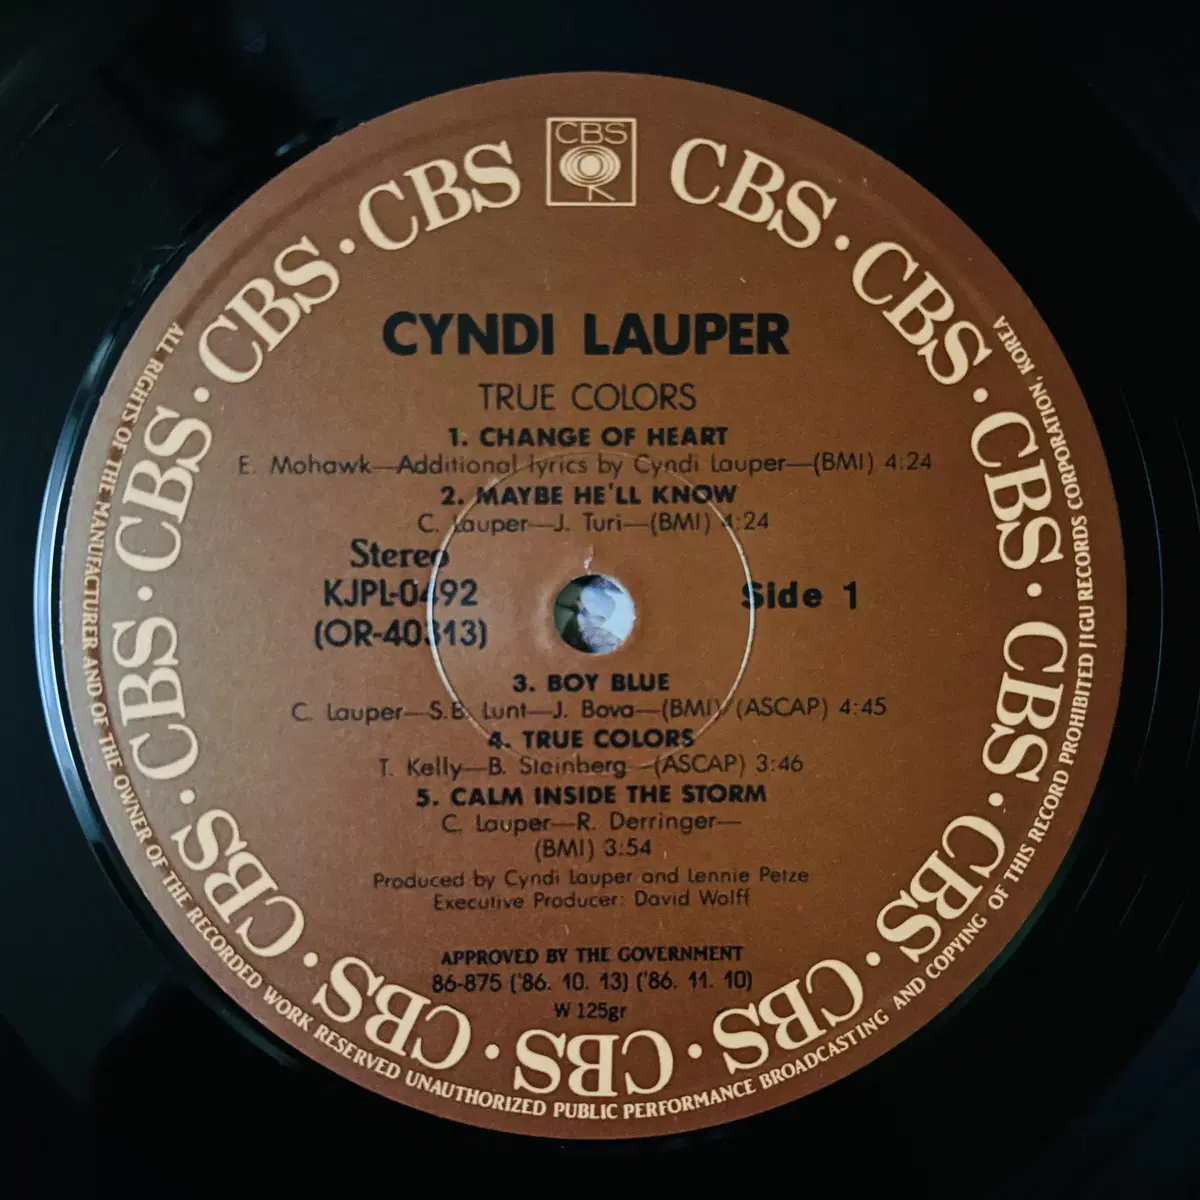 CBS
CBS · CBS · CBS · CBS · CBS · CBS · CBS · CBS · CBS · CBS · CBS · CBS · CBS
CYNDI LAUPER
TRUE COLORS
1. CHANGE OF HEART
E. Mohawk—Additional lyrics by Cyndi Lauper—(BMI) 4:24
2. MAYBE HE'LL KNOW
C. Lauper—J. Turi—(BMI) 4:24
Stereo
KJPL-0492
(OR-40313)
Side 1
3. BOY BLUE
C. Lauper—S.B. Lunt—J. Bova—(BMI) (ASCAP) 4:45
4. TRUE COLORS
T. Kelly—B. Steinberg—(ASCAP) 3:46
5. CALM INSIDE THE STORM
C. Lauper—R. Derringer—
(BMI) 3:54
Produced by Cyndi Lauper and Lennie Petze
Executive Producer: David Wolff
APPROVED BY THE GOVERNMENT
86-875 ('86. 10. 13) ('86. 11. 10)
W 125gr
ALL RIGHTS OF THE MANUFACTURER AND OF THE OWNER OF THE RECORDED WORK RESERVED UNAUTHORIZED PUBLIC PERFORMANCE BROADCASTING AND COPYING OF THIS RECORD PROHIBITED JIGU RECORDS CORPORATION, KOREA